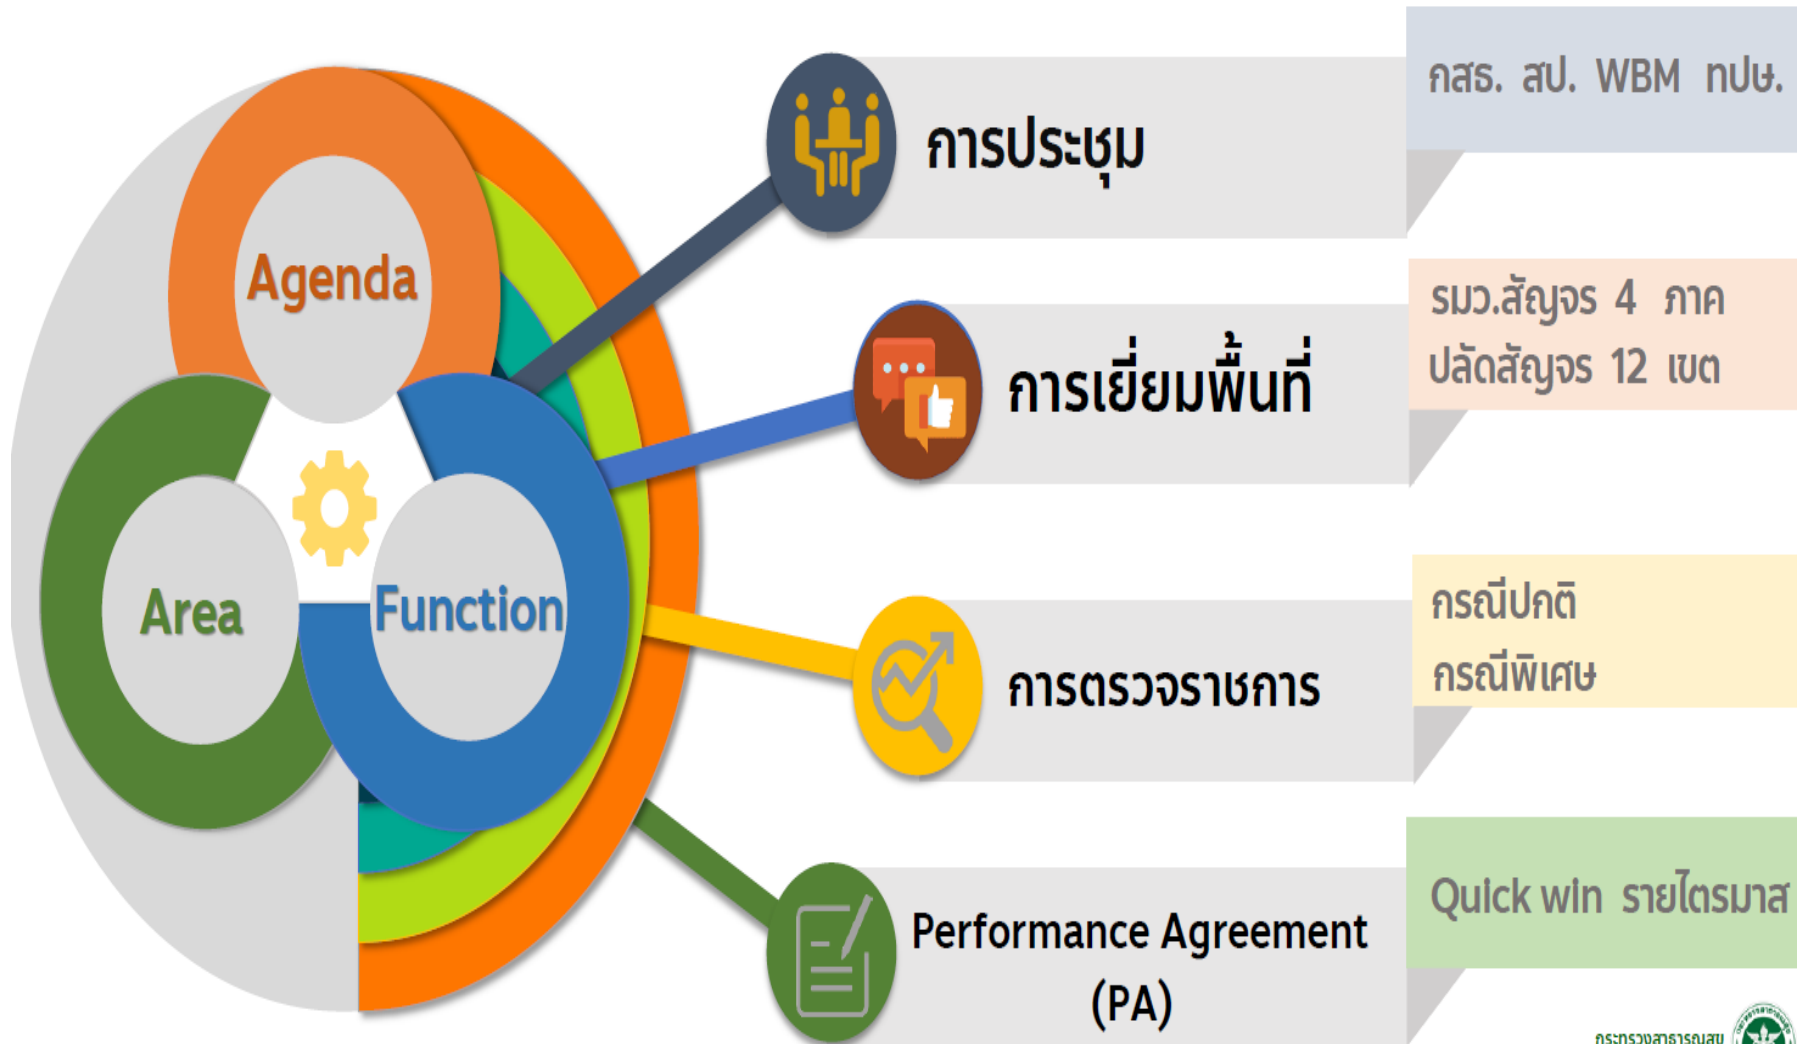 Agenda
Area
Function
การประชุม
กสธ. สป. WBM ทปษ.
การเยี่ยมพื้นที่
รมว.สัญจร 4 ภาค
ปลัดสัญจร 12 เขต
การตรวจราชการ
กรณีปกติ
กรณีพิเศษ
Performance Agreement
(PA)
Quick win รายไตรมาส
กระทรวงสาธารณสุข